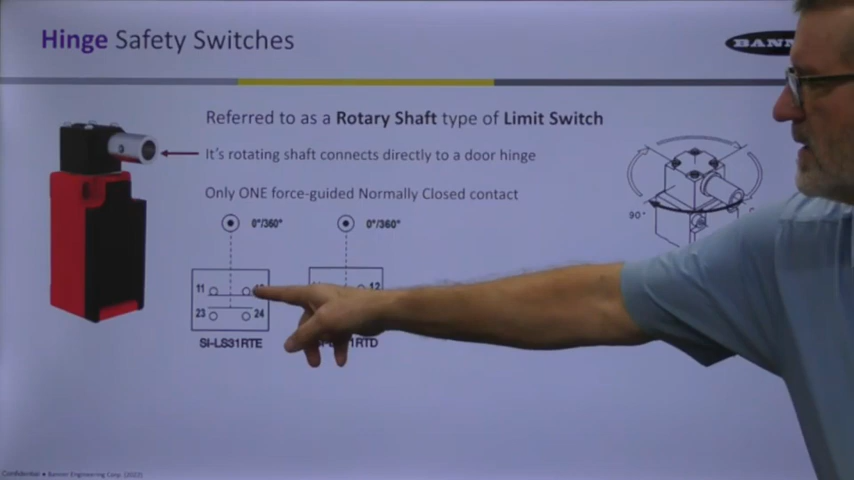 Hinge Safety Switches
BANN
Referred to as a Rotary Shaft type of Limit Switch
It's rotating shaft connects directly to a door hinge
Only ONE force-guided Normally Closed contact
0°/360° 0°/360°
90°
11 12
23 24
SI-LS31RTE 1RTD
Confidential • Banner Engineering Corp. (2022)